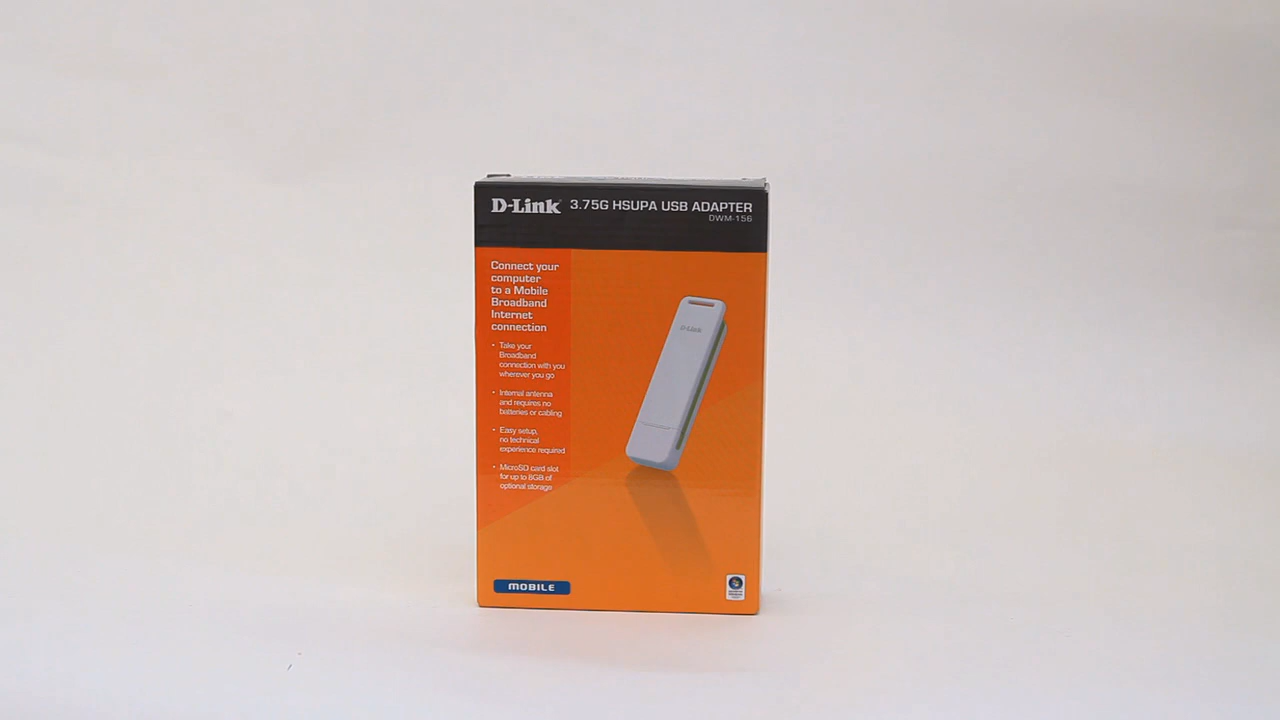 D-Link 3.75G HSUPA USB ADAPTER
DWM-156
Connect your
computer
to a Mobile
Broadband
Internet
connection
• Take your
Broadband
connection with you
wherever you go
• Internal antenna
and requires no
batteries or cabling
• Easy setup,
no technical
experience required
• MicroSD card slot
for up to 8GB of
optional storage
D-Link
MOBILE